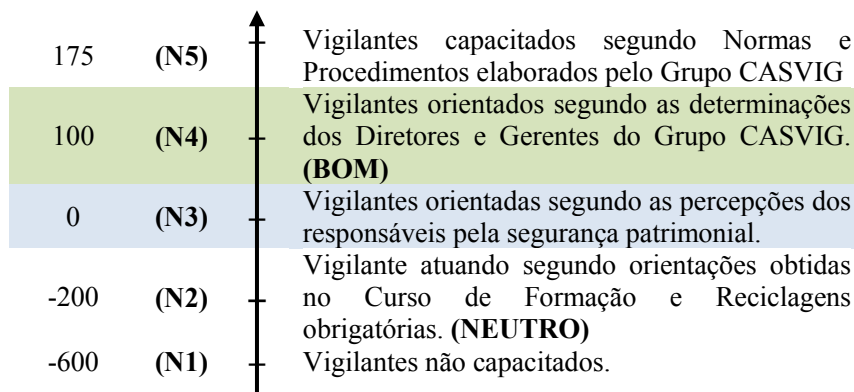 175 (N5) Vigilantes capacitados segundo Normas e
Procedimentos elaborados pelo Grupo CASVIG
Vigilantes orientados segundo as determinações
100 (N4) dos Diretores e Gerentes do Grupo CASVIG.
(BOM)
0 (N3) Vigilantes orientadas segundo as percepções dos
responsáveis pela segurança patrimonial.
Vigilante atuando segundo orientações obtidas
-200 (N2) no Curso de Formação e Reciclagens
obrigatórias. (NEUTRO)
-600 (N1) Vigilantes não capacitados.